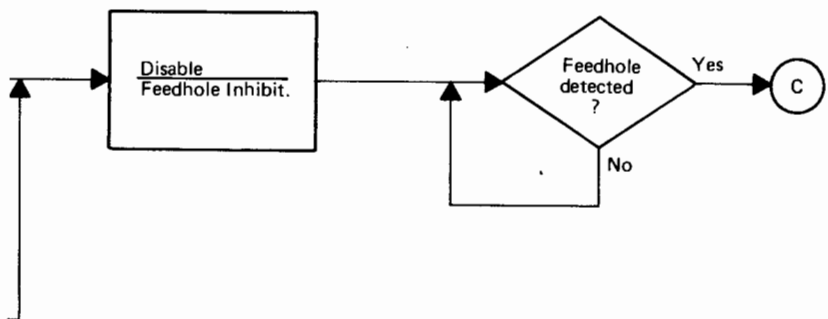 Disable
Feedhole Inhibit.
Feedhole
detected
?
Yes
C
No